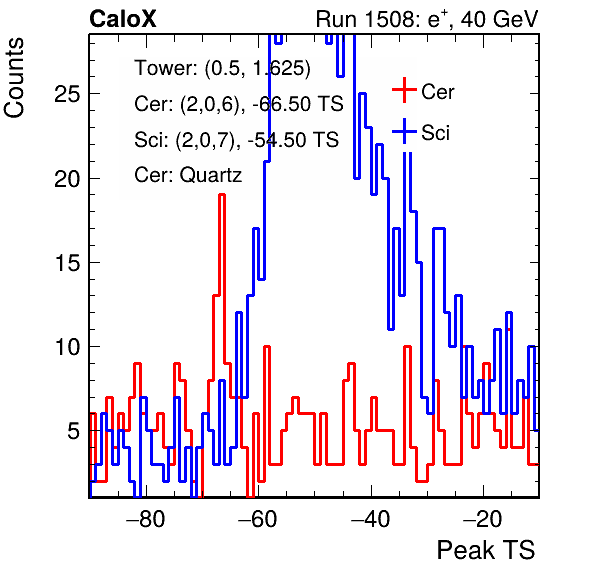 CaloX Run 1508: e⁺, 40 GeV
Counts
Tower: (0.5, 1.625)
Cer: (2,0,6), -66.50 TS
Sci: (2,0,7), -54.50 TS
Cer: Quartz
Cer
Sci
25
20
15
10
5
−80 −60 −40 −20
Peak TS